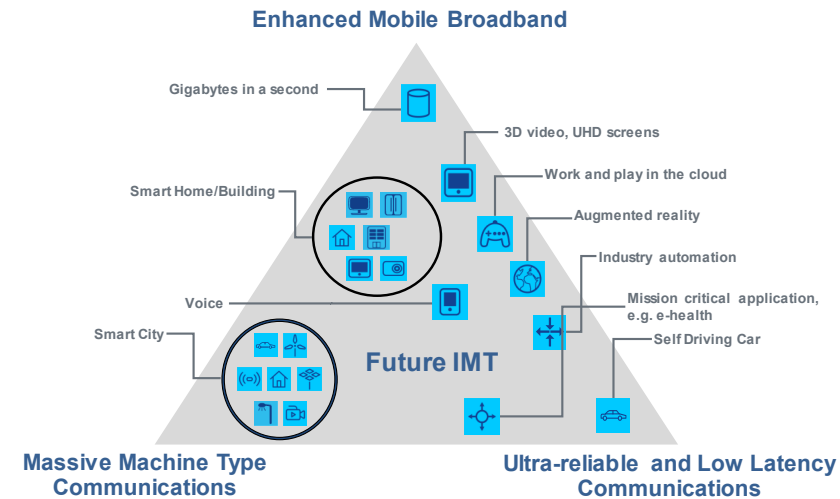 Enhanced Mobile Broadband
Gigabytes in a second
3D video, UHD screens
Work and play in the cloud
Smart Home/Building
Augmented reality
Industry automation
Mission critical application,
e.g. e-health
Voice
Smart City
Self Driving Car
Future IMT
Massive Machine Type
Communications
Ultra-reliable and Low Latency
Communications